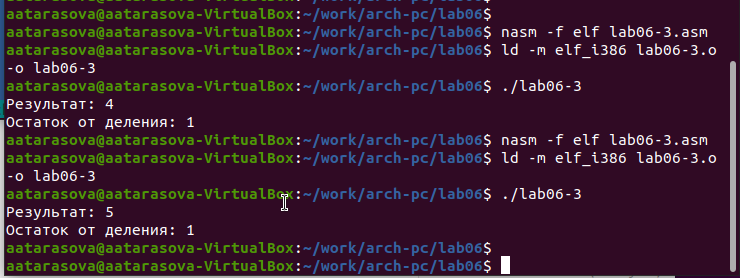 aatarasova@aatarasova-VirtualBox:~/work/arch-pc/lab06$
aatarasova@aatarasova-VirtualBox:~/work/arch-pc/lab06$ nasm -f elf lab06-3.asm
aatarasova@aatarasova-VirtualBox:~/work/arch-pc/lab06$ ld -m elf_i386 lab06-3.o
-o lab06-3
aatarasova@aatarasova-VirtualBox:~/work/arch-pc/lab06$ ./lab06-3
Результат: 4
Остаток от деления: 1
aatarasova@aatarasova-VirtualBox:~/work/arch-pc/lab06$ nasm -f elf lab06-3.asm
aatarasova@aatarasova-VirtualBox:~/work/arch-pc/lab06$ ld -m elf_i386 lab06-3.o
-o lab06-3
aatarasova@aatarasova-VirtualBox:~/work/arch-pc/lab06$ ./lab06-3
Результат: 5
Остаток от деления: 1
aatarasova@aatarasova-VirtualBox:~/work/arch-pc/lab06$
aatarasova@aatarasova-VirtualBox:~/work/arch-pc/lab06$